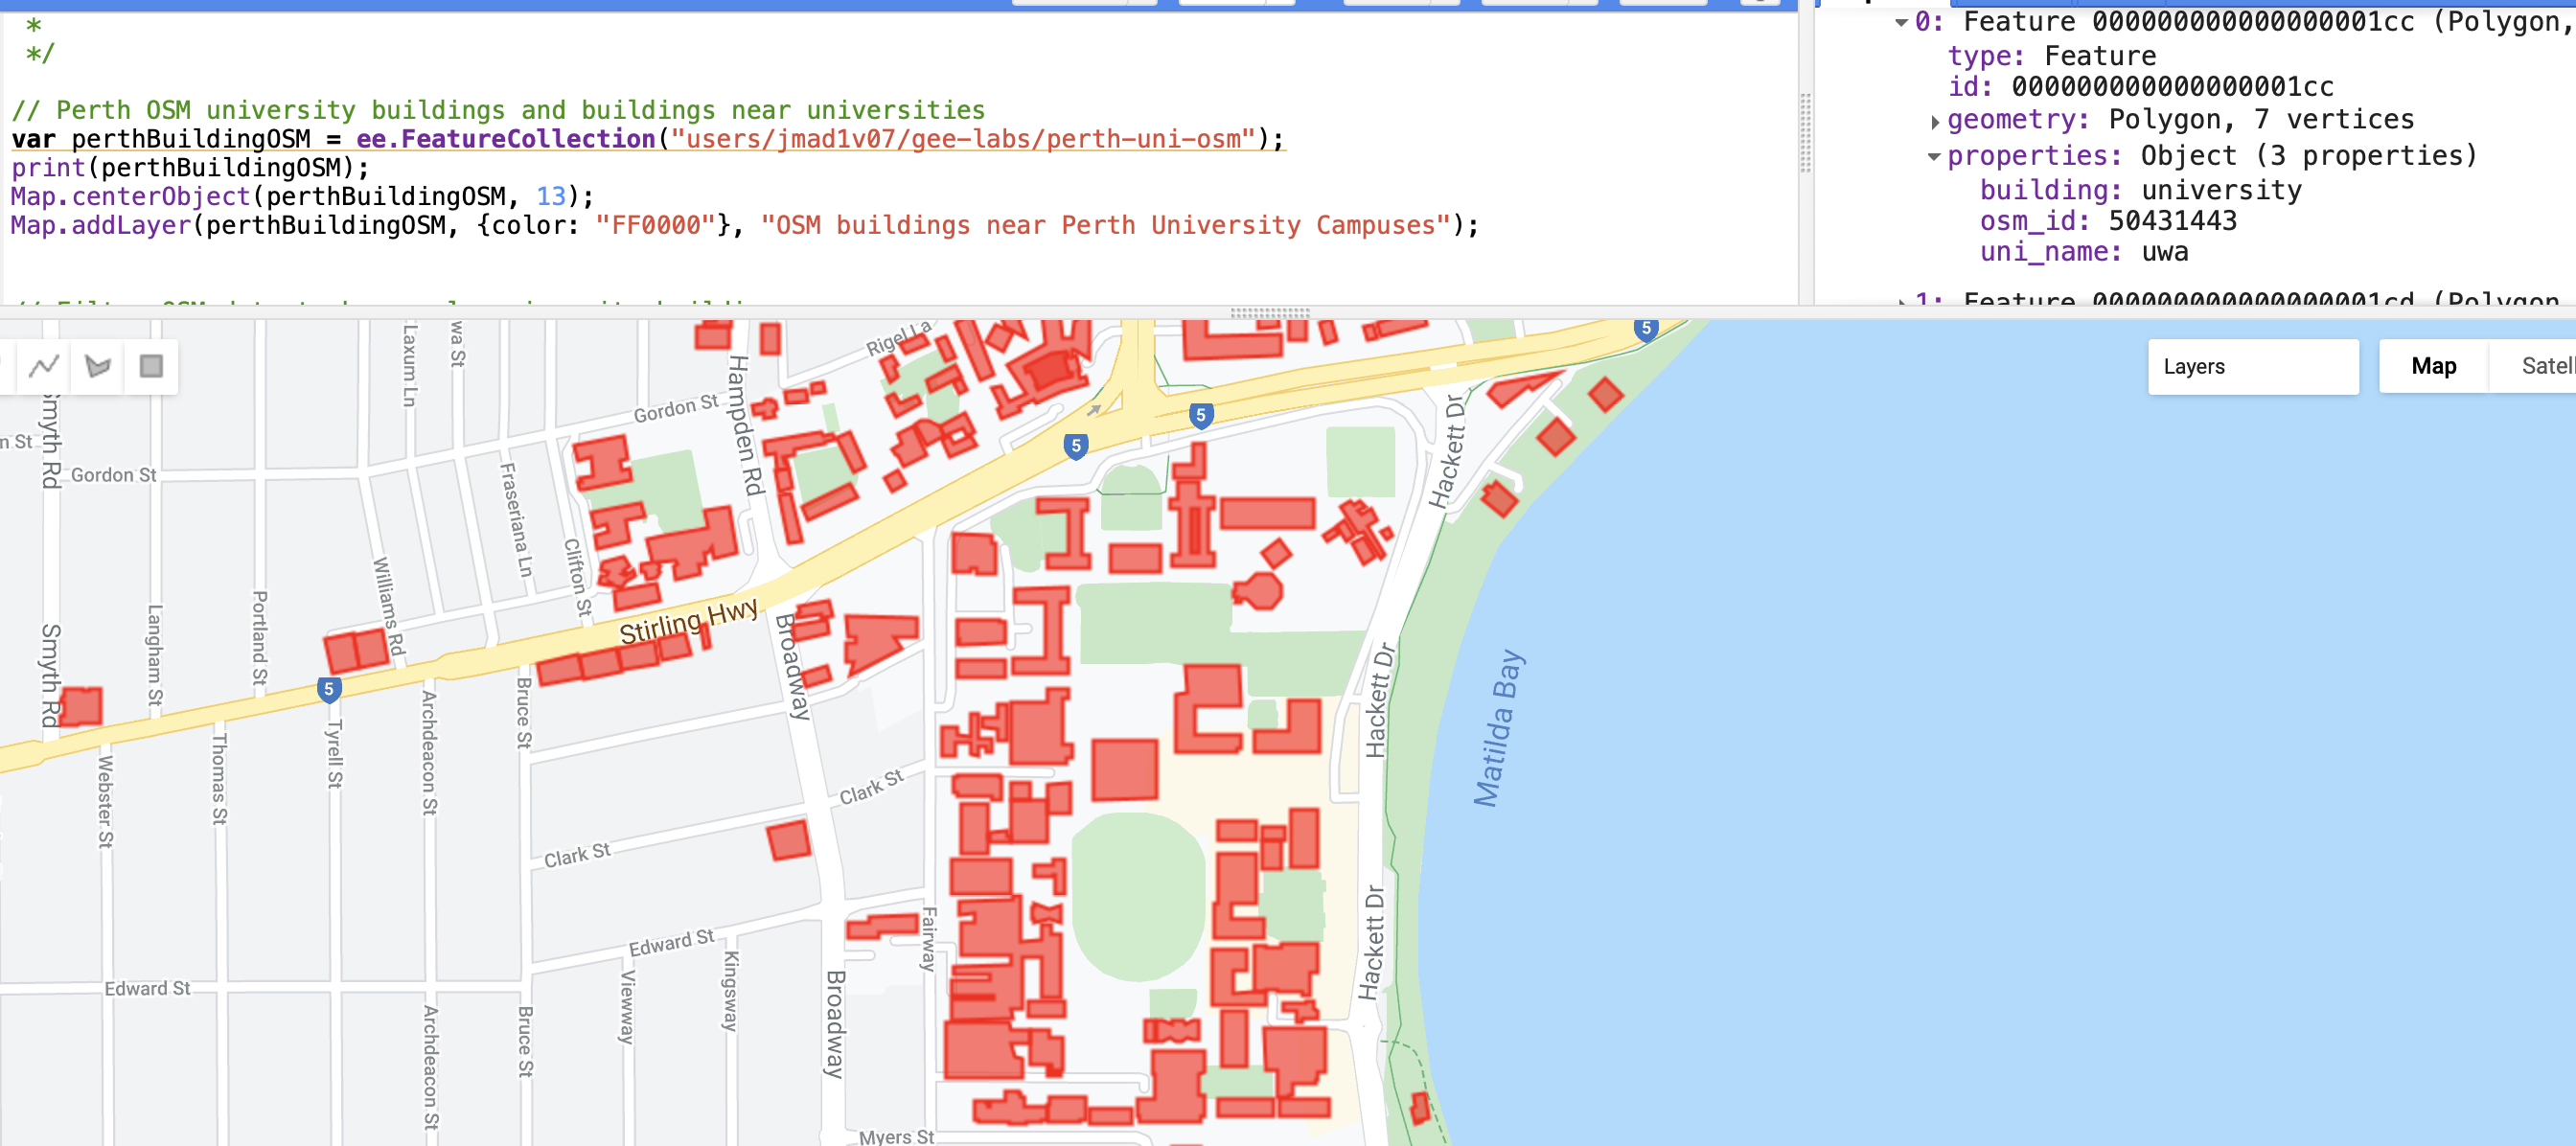 *
*/
// Perth OSM university buildings and buildings near universities
var perthBuildingOSM = ee.FeatureCollection("users/jmad1v07/gee-labs/perth-uni-osm");
print(perthBuildingOSM);
Map.centerObject(perthBuildingOSM, 13);
Map.addLayer(perthBuildingOSM, {color: "FF0000"}, "OSM buildings near Perth University Campuses");
0: Feature 000000000000000001cc (Polygon,
type: Feature
id: 000000000000000001cc
geometry: Polygon, 7 vertices
properties: Object (3 properties)
building: university
osm_id: 50431443
uni_name: uwa
1: Feature 000000000000000001cd (Polygon
Layers
Map
Satell
Laxum Ln
wa St
Rigel La
Hampden Rd
Gordon St
n St
Smyth Rd
Gordon St
Fraseriana Ln
Clifton St
Williams Rd
Portland St
Langham St
Smyth Rd
Stirling Hwy
Broadway
Hackett Dr
5
5
5
5
Bruce St
Archdeacon St
Tyrell St
Thomas St
Webster St
Hackett Dr
Matilda Bay
Clark St
Clark St
Edward St
Edward St
Fairway
Viewway
Kingsway
Broadway
Hackett Dr
Archdeacon St
Bruce St
Myers St